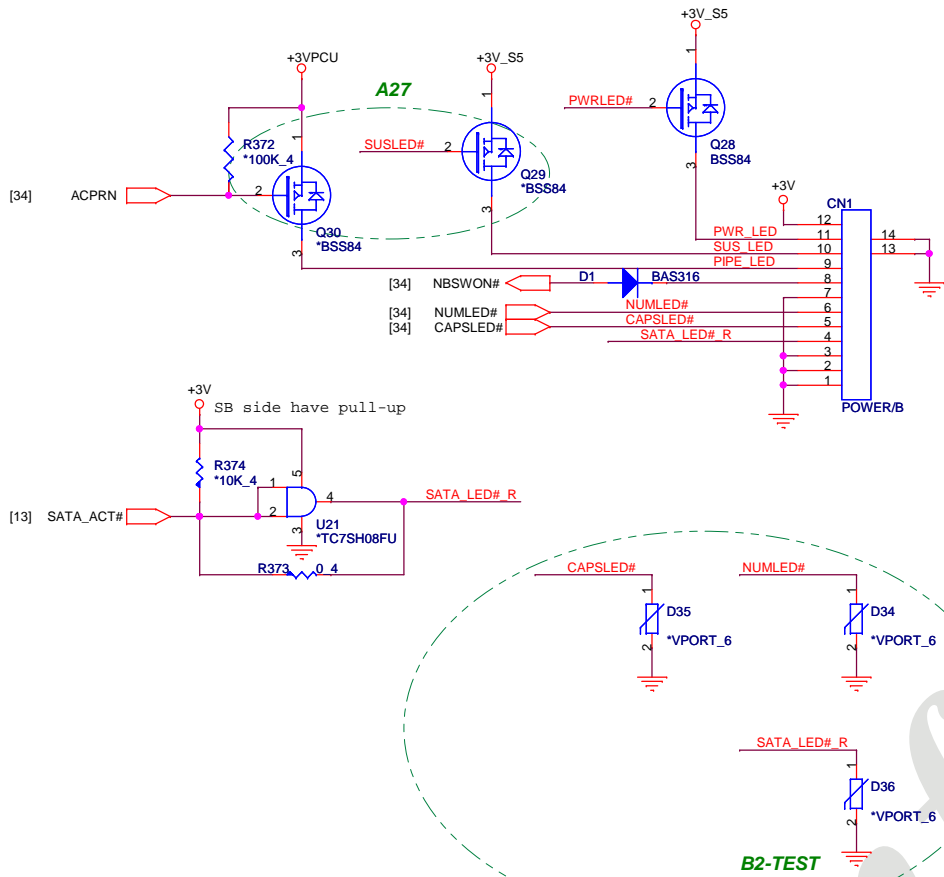 +3V_S5
+3VPCU
+3V_S5
A27
1
1
1
PWRLED#
2
Q28
BSS84
3
R372
*100K_4
SUSLED#
2
Q29
*BSS84
3
[34]
ACPRN
2
Q30
*BSS84
3
+3V
CN1
12
PWR_LED
11
14
SUS_LED
10
13
PIPE_LED
9
[34]
NBSWON#
D1
BAS316
8
7
[34]
NUMLED#
NUMLED#
6
[34]
CAPSLED#
CAPSLED#
5
SATA_LED#_R
4
3
2
1
POWER/B
+3V
SB side have pull-up
R374
*10K_4
5
1
4
SATA_LED#_R
[13]
SATA_ACT#
2
U21
*TC7SH08FU
3
R373
0_4
CAPSLED#
NUMLED#
1
D35
*VPORT_6
2
1
D34
*VPORT_6
2
SATA_LED#_R
1
D36
*VPORT_6
2
B2-TEST